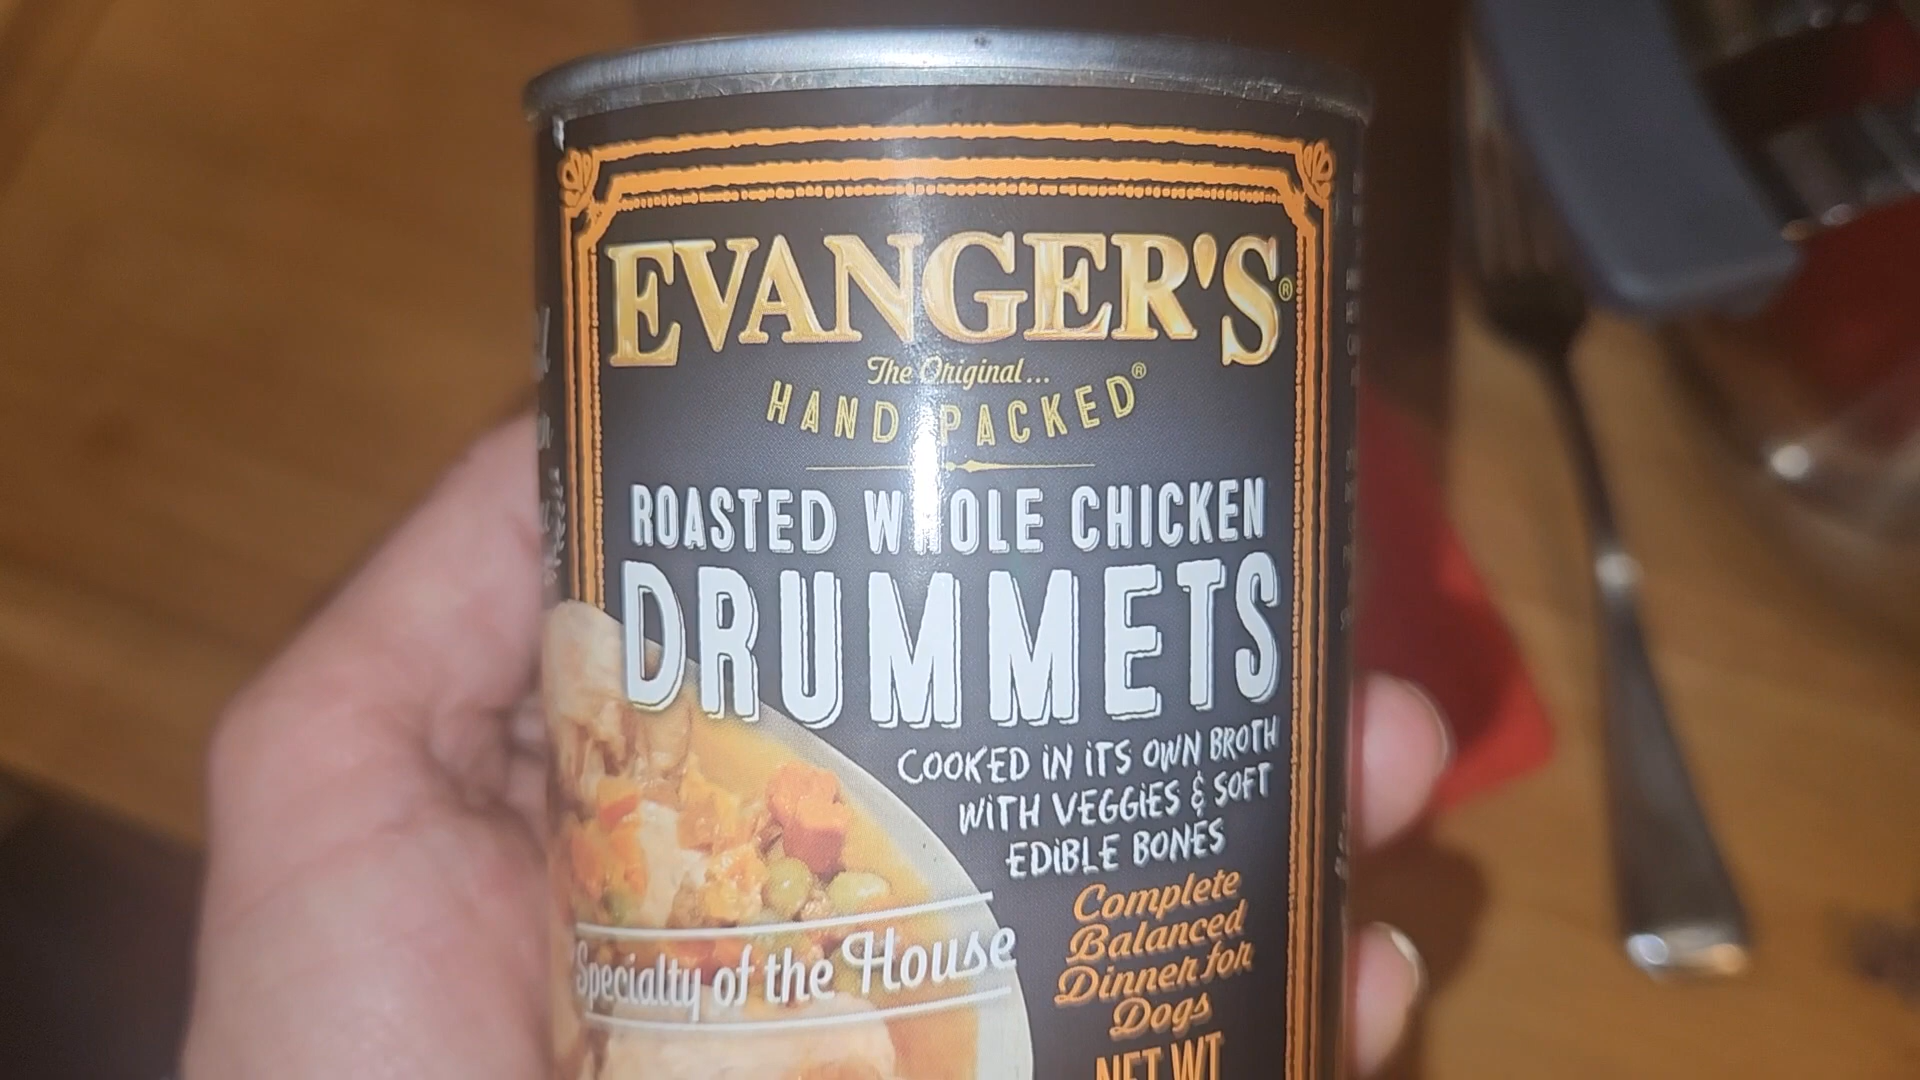 EVANGER'S®
The Original...
HAND PACKED®
ROASTED WHOLE CHICKEN
DRUMMETS
COOKED IN ITS OWN BROTH
WITH VEGGIES & SOFT
EDIBLE BONES
Complete
Balanced
Dinner for
Dogs
Specialty of the House
NET WT